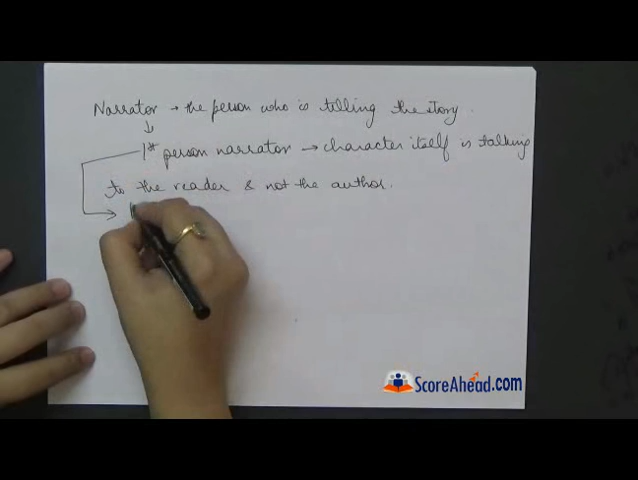 Narrator → the person who is telling the story.
↓
1st person narrator → character itself is talking
to the reader & not the author.
ScoreAhead.com